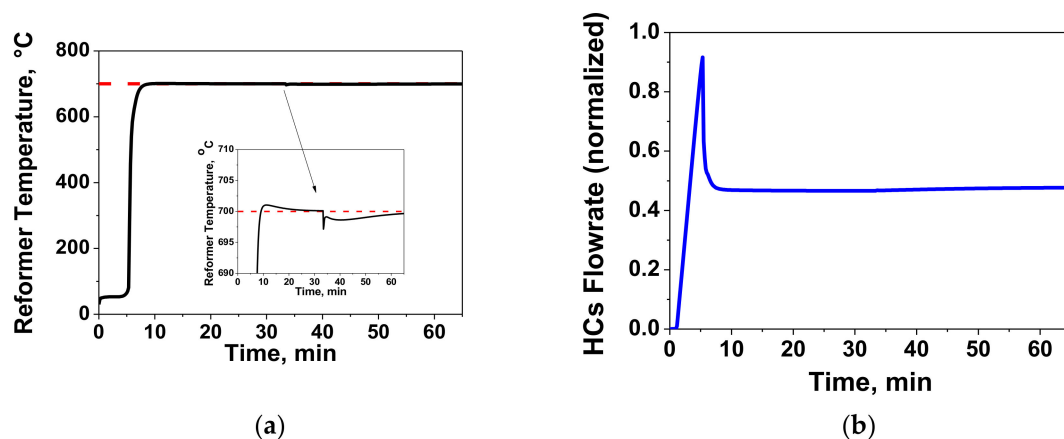 Reformer Temperature, ºC
800
600
400
200
0
0 10 20 30 40 50 60
Time, min
Reformer Temperature, °C
710
705
700
695
690
0 10 20 30 40 50 60
Time, min
(a)
HCs Flowrate (normalized)
1.0
0.8
0.6
0.4
0.2
0.0
0 10 20 30 40 50 60
Time, min
(b)